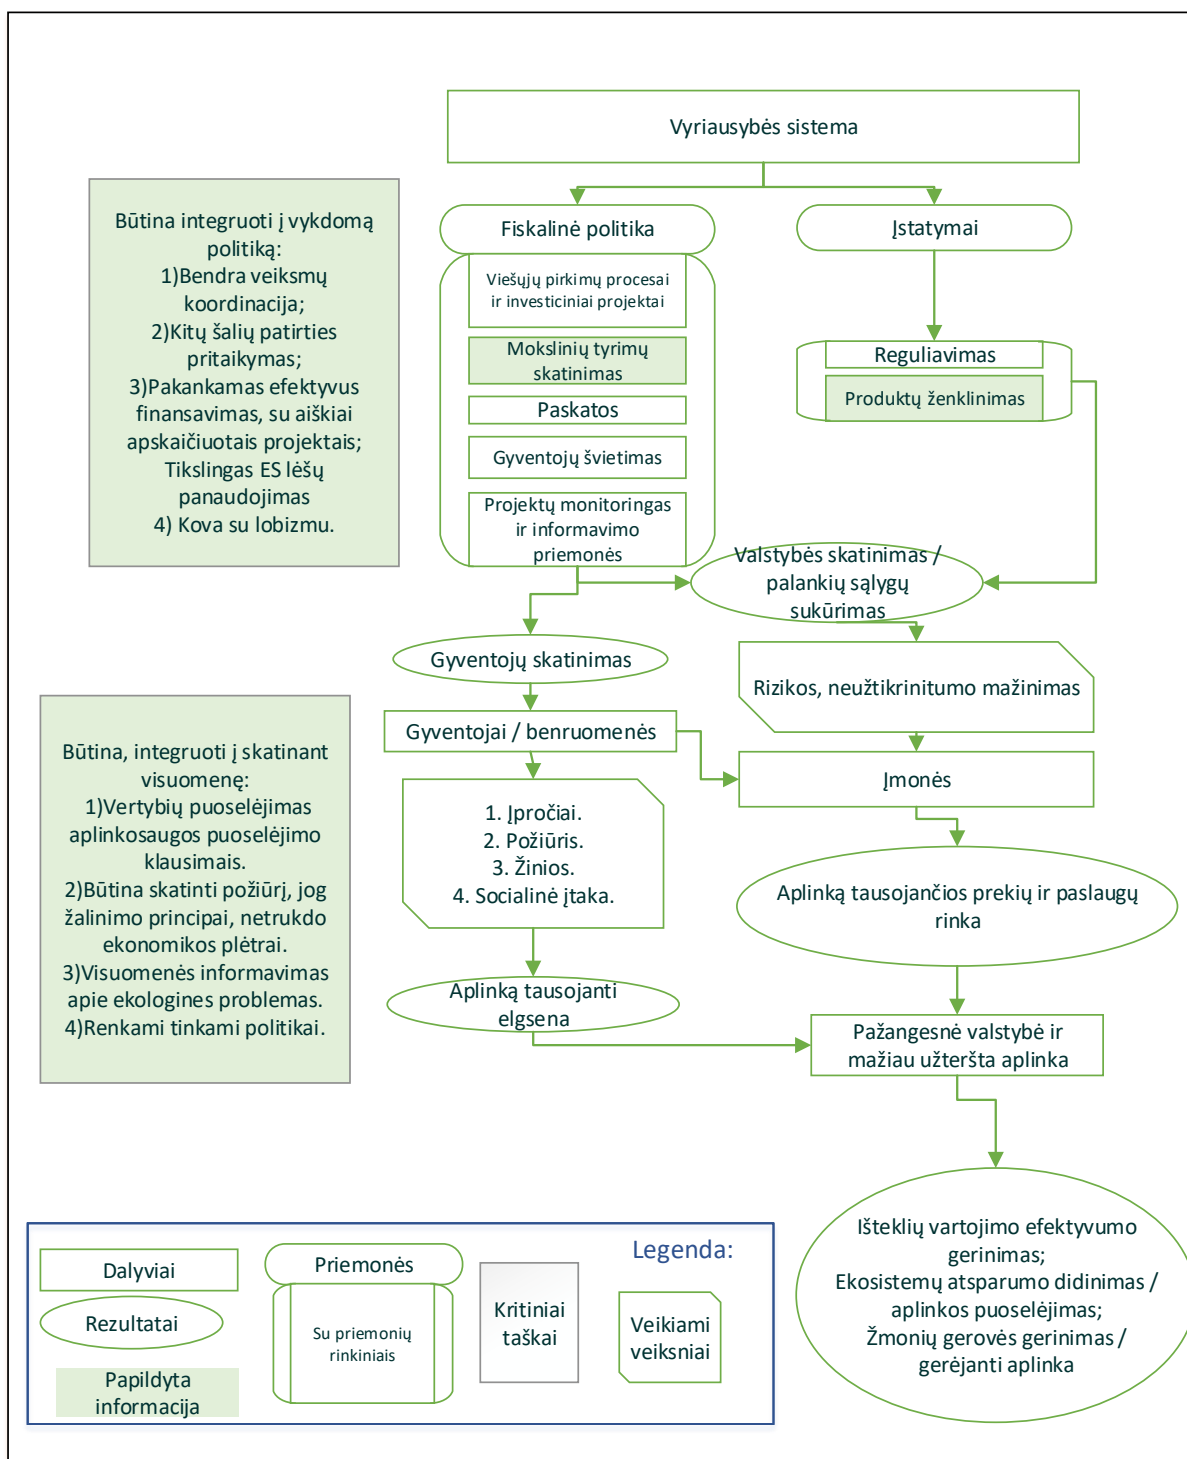 Vyriausybės sistema
Būtina integruoti į vykdomą
politiką:
1)Bendra veiksmų
koordinacija;
2)Kitų šalių patirties
pritaikymas;
3)Pakankamas efektyvus
finansavimas, su aiškiai
apskaičiuotais projektais;
Tikslingas ES lėšų
panaudojimas
4) Kova su lobizmu.
Fiskalinė politika
Viešųjų pirkimų procesai
ir investiciniai projektai
Mokslinių tyrimų
skatinimas
Paskatos
Gyventojų švietimas
Projektų monitoringas
ir informavimo
priemonės
Įstatymai
Reguliavimas
Produktų ženklinimas
Valstybės skatinimas /
palankių sąlygų
sukūrimas
Gyventojų skatinimas
Rizikos, neužtikrinitumo mažinimas
Gyventojai / benruomenės
Įmonės
Būtina, integruoti į skatinant
visuomenę:
1)Vertybių puoselėjimas
aplinkosaugos puoselėjimo
klausimais.
2)Būtina skatinti požiūrį, jog
žalinimo principai, netrukdo
ekonomikos plėtrai.
3)Visuomenės informavimas
apie ekologines problemas.
4)Renkami tinkami politikai.
1. Įpročiai.
2. Požiūris.
3. Žinios.
4. Socialinė įtaka.
Aplinką tausojančios prekių ir paslaugų
rinka
Aplinką tausojanti
elgsena
Pažangesnė valstybė ir
mažiau užteršta aplinka
Išteklių vartojimo efektyvumo
gerinimas;
Ekosistemų atsparumo didinimas /
aplinkos puoselėjimas;
Žmonių gerovės gerinimas /
gerėjanti aplinka
Legenda:
Dalyviai
Rezultatai
Papildyta
informacija
Priemonės
Su priemonių
rinkiniais
Kritiniai
taškai
Veikiami
veiksniai